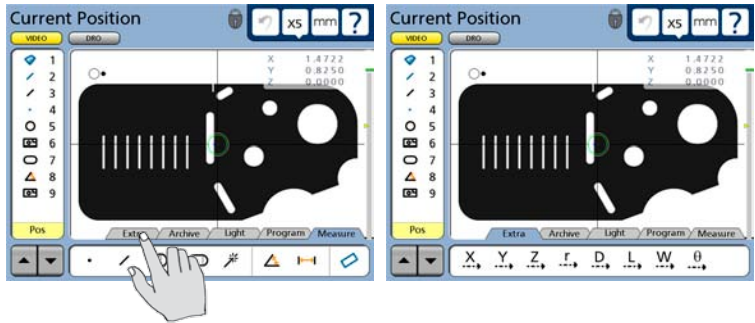 Current Position
x5 mm ?
VIDEO DRO
X 1.4722
Y 0.8250
Z 0.0000
1
2
3
4
5
6
7
8
9
Pos
Extra Archive Light Program Measure
Current Position
x5 mm ?
VIDEO DRO
X 1.4722
Y 0.8250
Z 0.0000
1
2
3
4
5
6
7
8
9
Pos
Extra Archive Light Program Measure
X Y Z r D L W θ